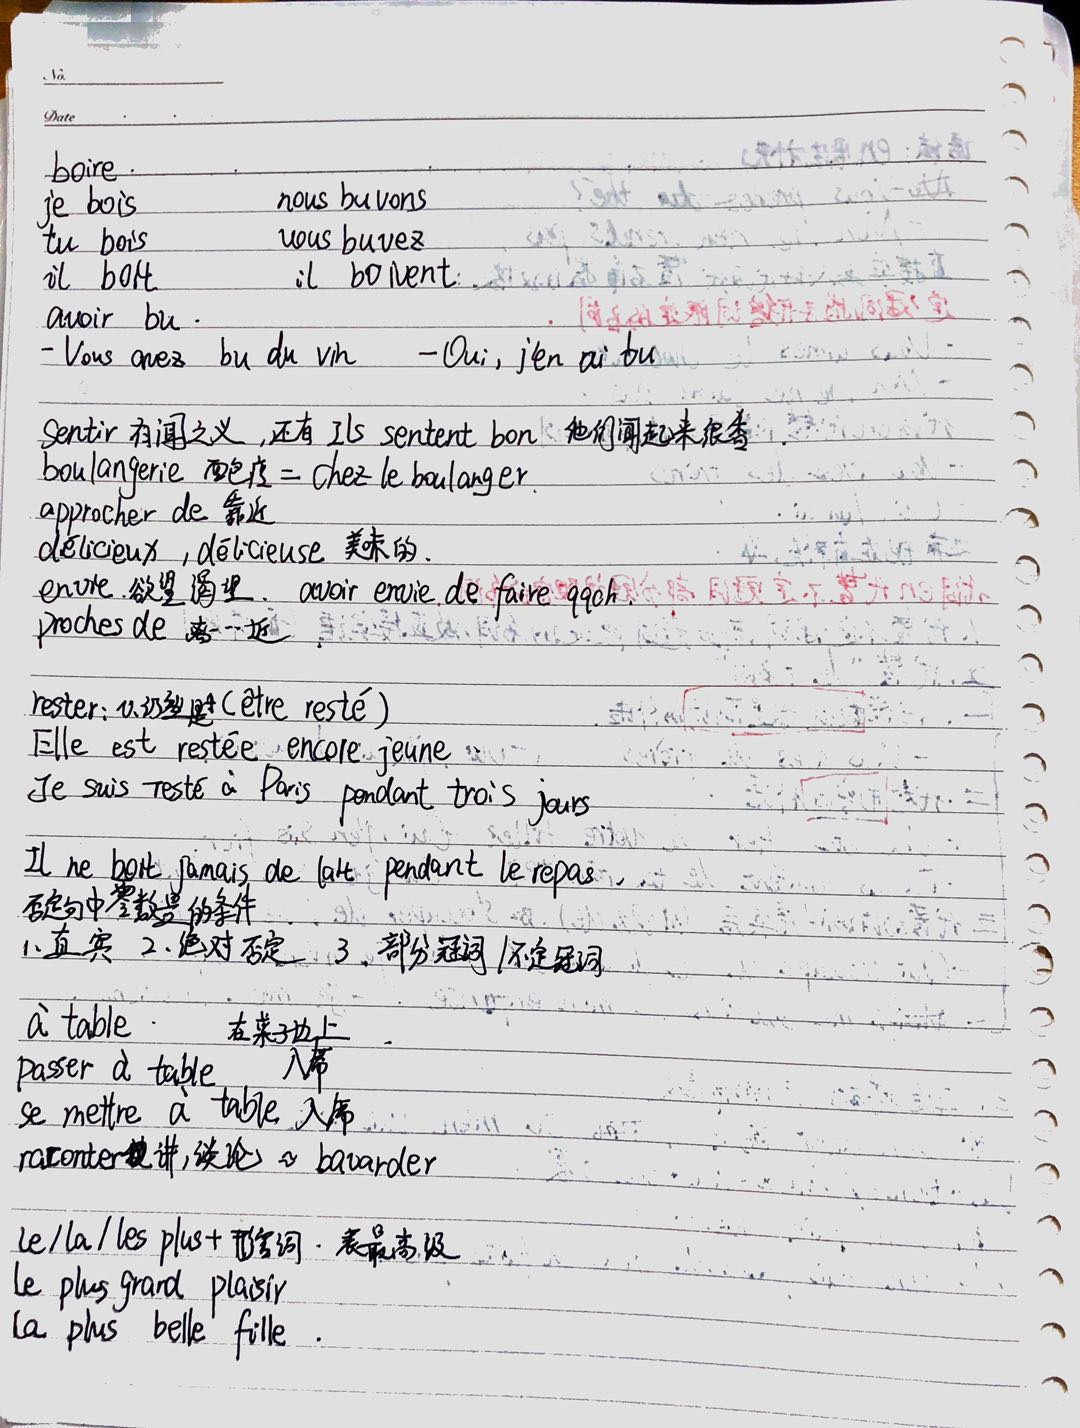 No.
Date
boire
je bois nous buvons
tu bois vous buvez
il boit il boivent
avoir bu.
- Vous avez bu du vin - Oui, j'en ai bu
sentir 有闻之义,还有 Ils sentent bon 他们闻起来很香.
boulangerie 面包店 = chez le boulanger.
approcher de 靠近
délicieux, délicieuse 美味的.
envie 欲望 渴望. avoir envie de faire qqch.
proches de 离…近
rester: v. (être resté)
Elle est restée encore jeune
Je suis resté à Paris pendant trois jours
Il ne boit jamais de lait pendant le repas.
否定句中零数量的条件
1、直宾 2、绝对否定 3、部分冠词/不定冠词
à table. 在桌子边上.
passer à table 入席
se mettre à table 入席
raconter 讲,谈论 ≈ bavarder
le/la/les plus+形容词. 表最高级
le plus grand plaisir
la plus belle fille.